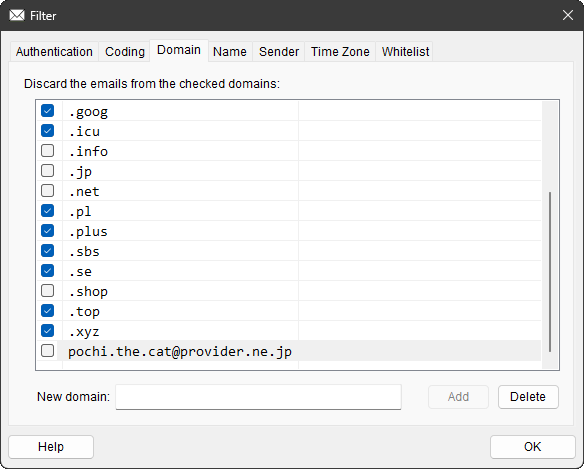 Filter
Authentication Coding Domain Name Sender Time Zone Whitelist
Discard the emails from the checked domains:
.goog
.icu
.info
.jp
.net
.pl
.plus
.sbs
.se
.shop
.top
.xyz
pochi.the.cat@provider.ne.jp
New domain: Add Delete
Help OK